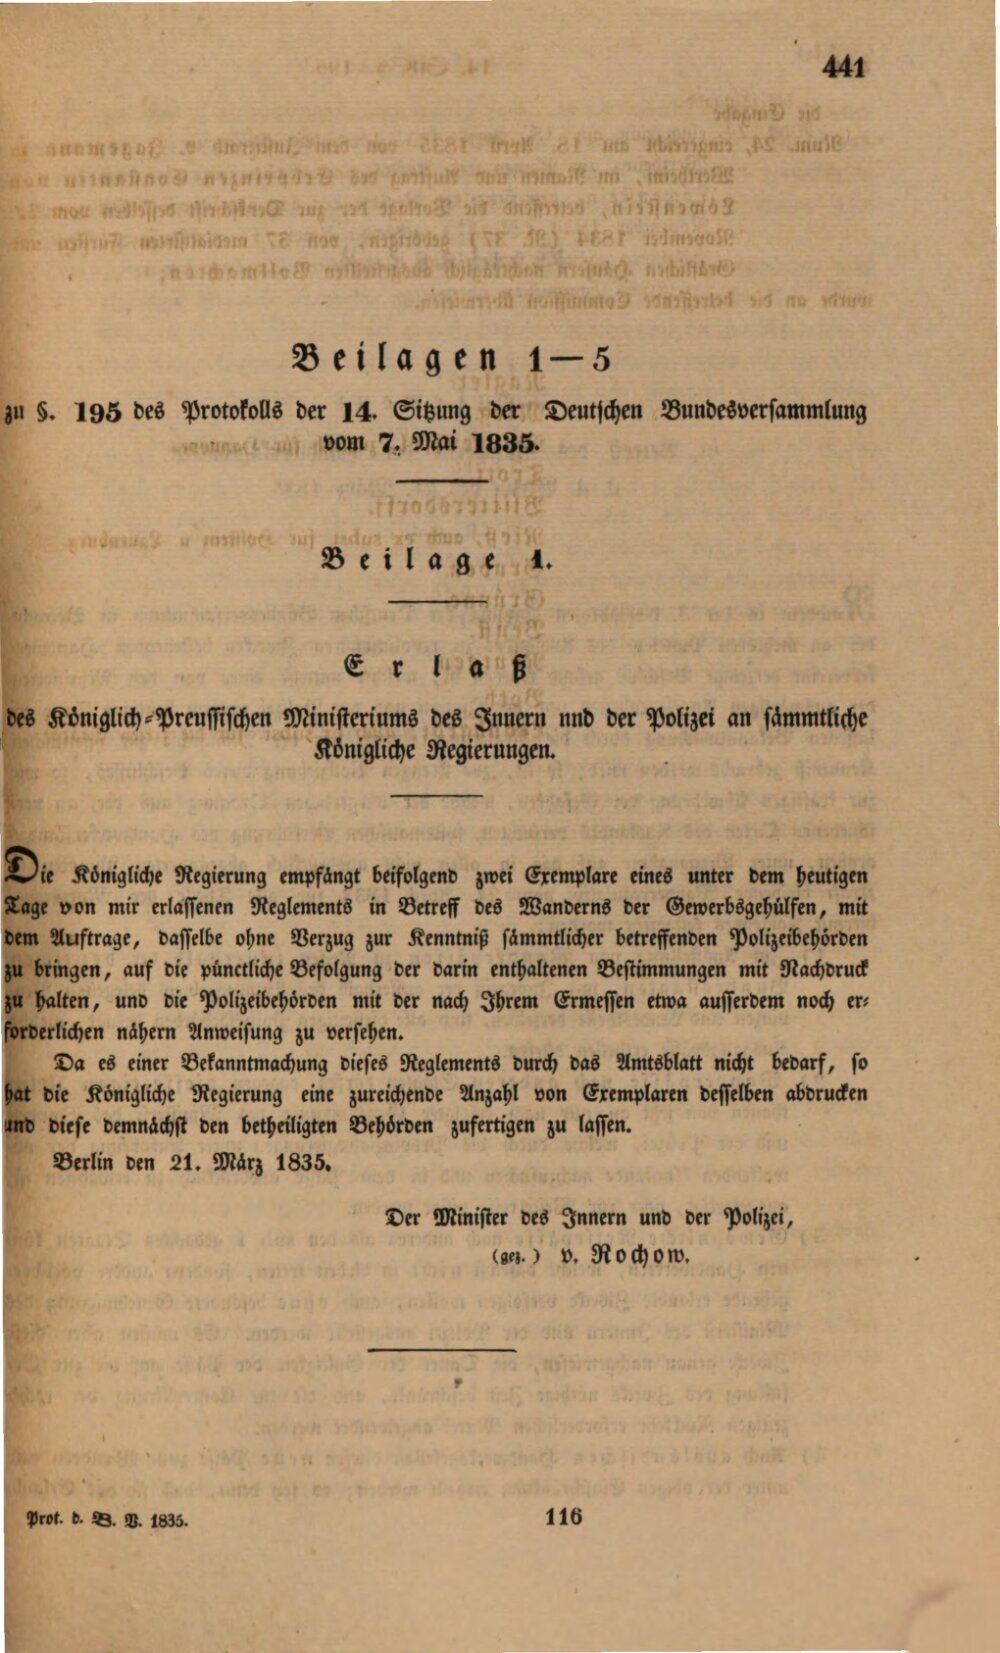 441
Beilagen 1—5
zu §. 195 des Protokolls der 14. Sitzung der Deutschen Bundesversammlung
vom 7. Mai 1835.
Beilage 1.
Erlaß
des Königlich-Preussischen Ministeriums des Innern und der Polizei an sämmtliche
Königliche Regierungen.
Die Königliche Regierung empfängt beifolgend zwei Exemplare eines unter dem heutigen
Tage von mir erlassenen Reglements in Betreff des Wanderns der Gewerbsgehülfen, mit
dem Auftrage, dasselbe ohne Verzug zur Kenntniß sämmtlicher betreffenden Polizeibehörden
zu bringen, auf die pünctliche Befolgung der darin enthaltenen Bestimmungen mit Nachdruck
zu halten, und die Polizeibehörden mit der nach Ihrem Ermessen etwa ausserdem noch er-
forderlichen nähern Anweisung zu versehen.
Da es einer Bekanntmachung dieses Reglements durch das Amtsblatt nicht bedarf, so
hat die Königliche Regierung eine zureichende Anzahl von Exemplaren desselben abdrucken
und diese demnächst den betheiligten Behörden zufertigen zu lassen.
Berlin den 21. März 1835.
Der Minister des Innern und der Polizei,
(gez.) v. Rochow.
Prot. d. B. V. 1835.
116